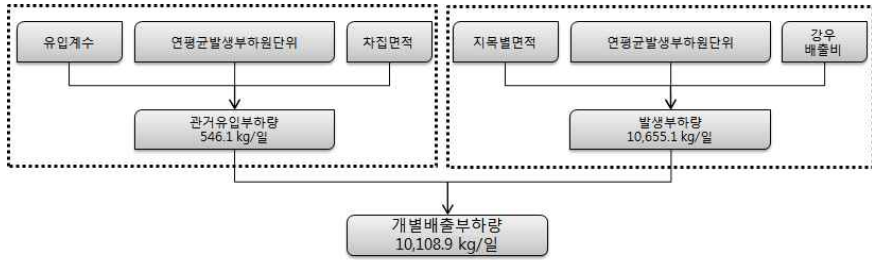 유입계수
연평균발생부하원단위
차집면적
지목별면적
연평균발생부하원단위
강우
배출비
관거유입부하량
546.1 kg/일
발생부하량
10,655.1 kg/일
개별배출부하량
10,108.9 kg/일